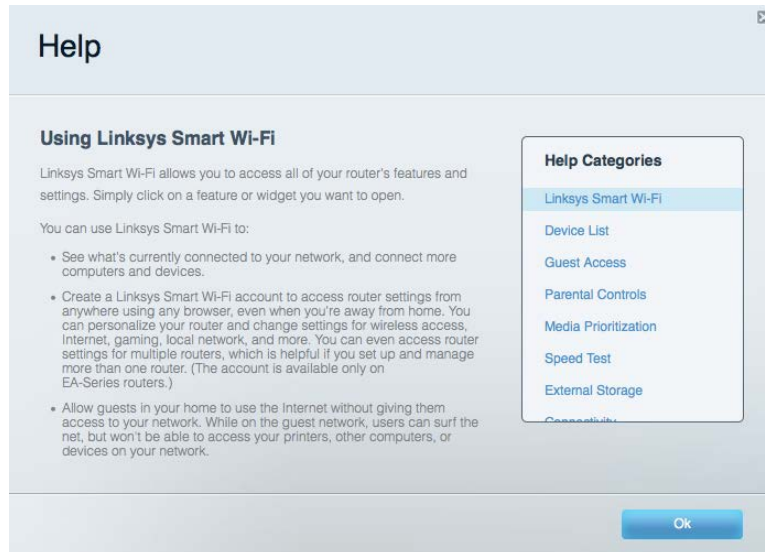 Help
Using Linksys Smart Wi-Fi
Linksys Smart Wi-Fi allows you to access all of your router's features and
settings. Simply click on a feature or widget you want to open.
You can use Linksys Smart Wi-Fi to:
• See what's currently connected to your network, and connect more
computers and devices.
• Create a Linksys Smart Wi-Fi account to access router settings from
anywhere using any browser, even when you're away from home. You
can personalize your router and change settings for wireless access,
Internet, gaming, local network, and more. You can even access router
settings for multiple routers, which is helpful if you set up and manage
more than one router. (The account is available only on
EA-Series routers.)
• Allow guests in your home to use the Internet without giving them
access to your network. While on the guest network, users can surf the
net, but won't be able to access your printers, other computers, or
devices on your network.
Help Categories
Linksys Smart Wi-Fi
Device List
Guest Access
Parental Controls
Media Prioritization
Speed Test
External Storage
Connectivity
Ok